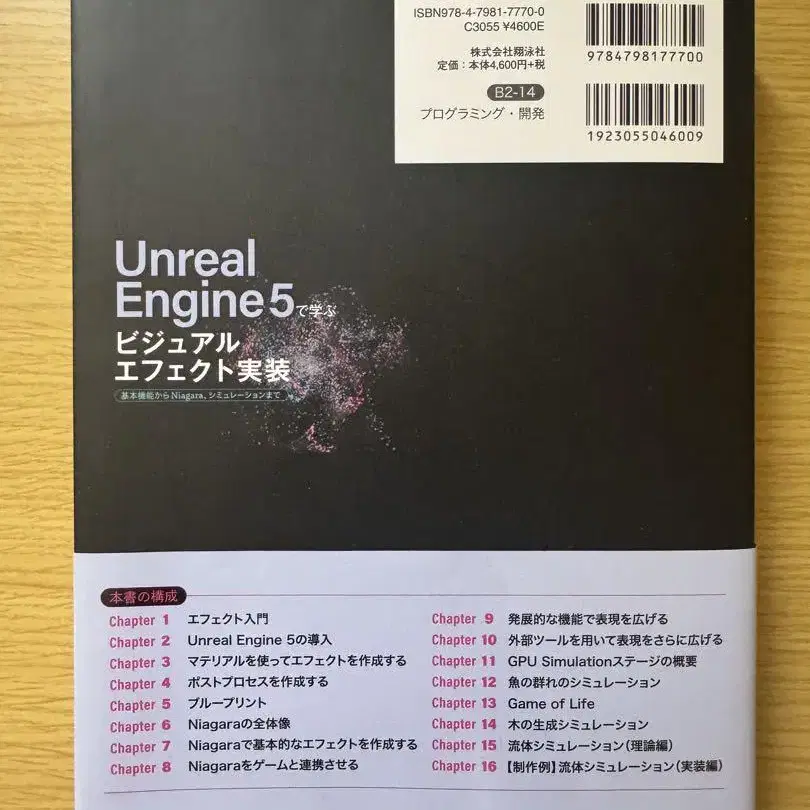 ISBN978-4-7981-7770-0
C3055 ¥4600E
株式会社翔泳社
定価:本体4,600円+税
9784798177700
B2-14
プログラミング・開発
1923055046009
Unreal
Engine 5で学ぶ
ビジュアル
エフェクト実装
基本機能からNiagara、シミュレーションまで
本書の構成
Chapter 1 エフェクト入門
Chapter 2 Unreal Engine 5の導入
Chapter 3 マテリアルを使ってエフェクトを作成する
Chapter 4 ポストプロセスを作成する
Chapter 5 ブループリント
Chapter 6 Niagaraの全体像
Chapter 7 Niagaraで基本的なエフェクトを作成する
Chapter 8 Niagaraをゲームと連携させる
Chapter 9 発展的な機能で表現を広げる
Chapter 10 外部ツールを用いて表現をさらに広げる
Chapter 11 GPU Simulationステージの概要
Chapter 12 魚の群れのシミュレーション
Chapter 13 Game of Life
Chapter 14 木の生成シミュレーション
Chapter 15 流体シミュレーション(理論編)
Chapter 16 【制作例】流体シミュレーション(実装編)